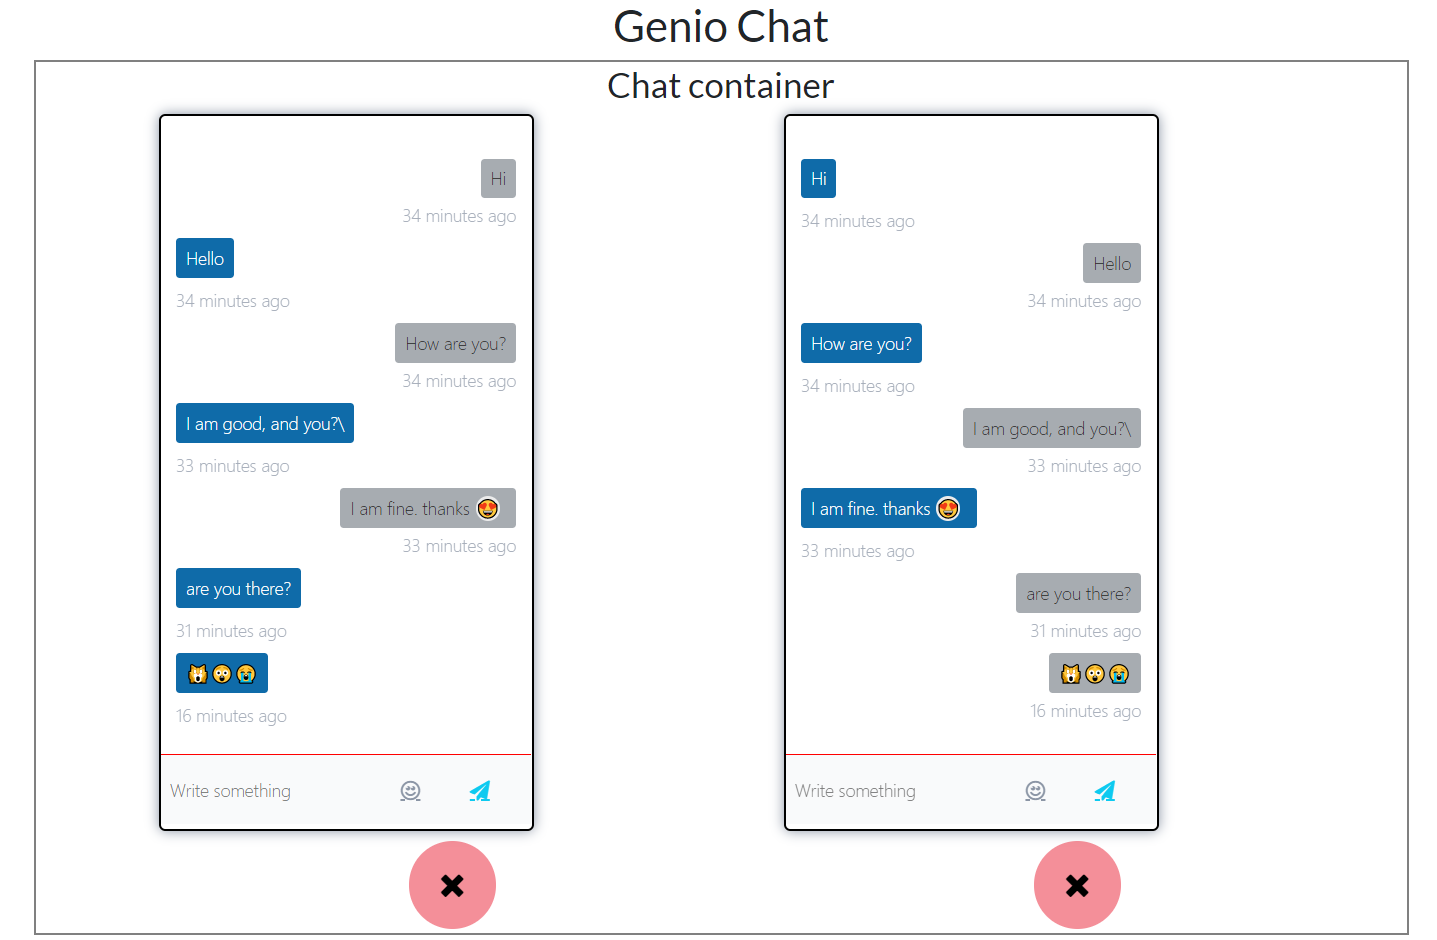 Genio Chat
Chat container
Hi
34 minutes ago
Hello
34 minutes ago
How are you?
34 minutes ago
I am good, and you?\
33 minutes ago
I am fine. thanks 😍
33 minutes ago
are you there?
31 minutes ago
🙀😲😭
16 minutes ago
Write something
Hi
34 minutes ago
Hello
34 minutes ago
How are you?
34 minutes ago
I am good, and you?\
33 minutes ago
I am fine. thanks 😍
33 minutes ago
are you there?
31 minutes ago
🙀😲😭
16 minutes ago
Write something